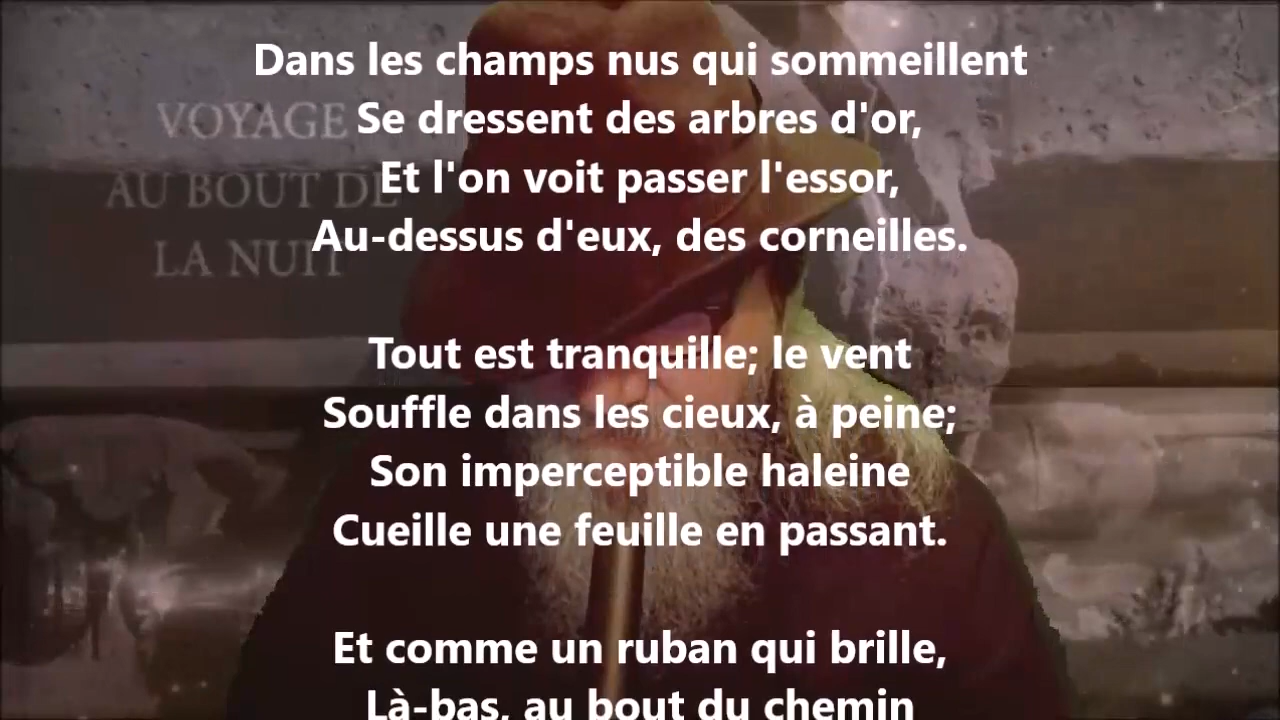 Dans les champs nus qui sommeillent
Se dressent des arbres d'or,
Et l'on voit passer l'essor,
Au-dessus d'eux, des corneilles.
Tout est tranquille; le vent
Souffle dans les cieux, à peine;
Son imperceptible haleine
Cueille une feuille en passant.
Et comme un ruban qui brille,
Là-bas, au bout du chemin
VOYAGE
AU BOUT DE
LA NUIT